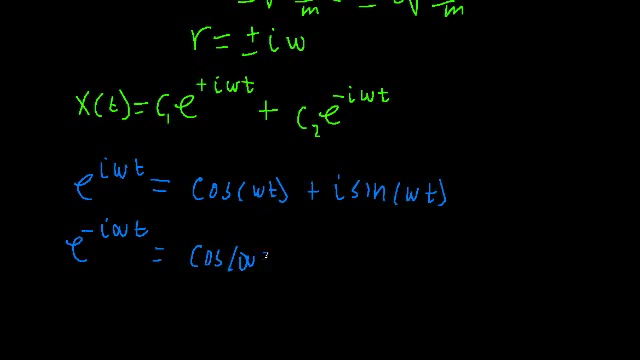 r = ± iw
x(t) = c₁e^{+iwt} + c₂e^{-iwt}
e^{iwt} = cos(wt) + i sin(wt)
e^{-iwt} = cos(w